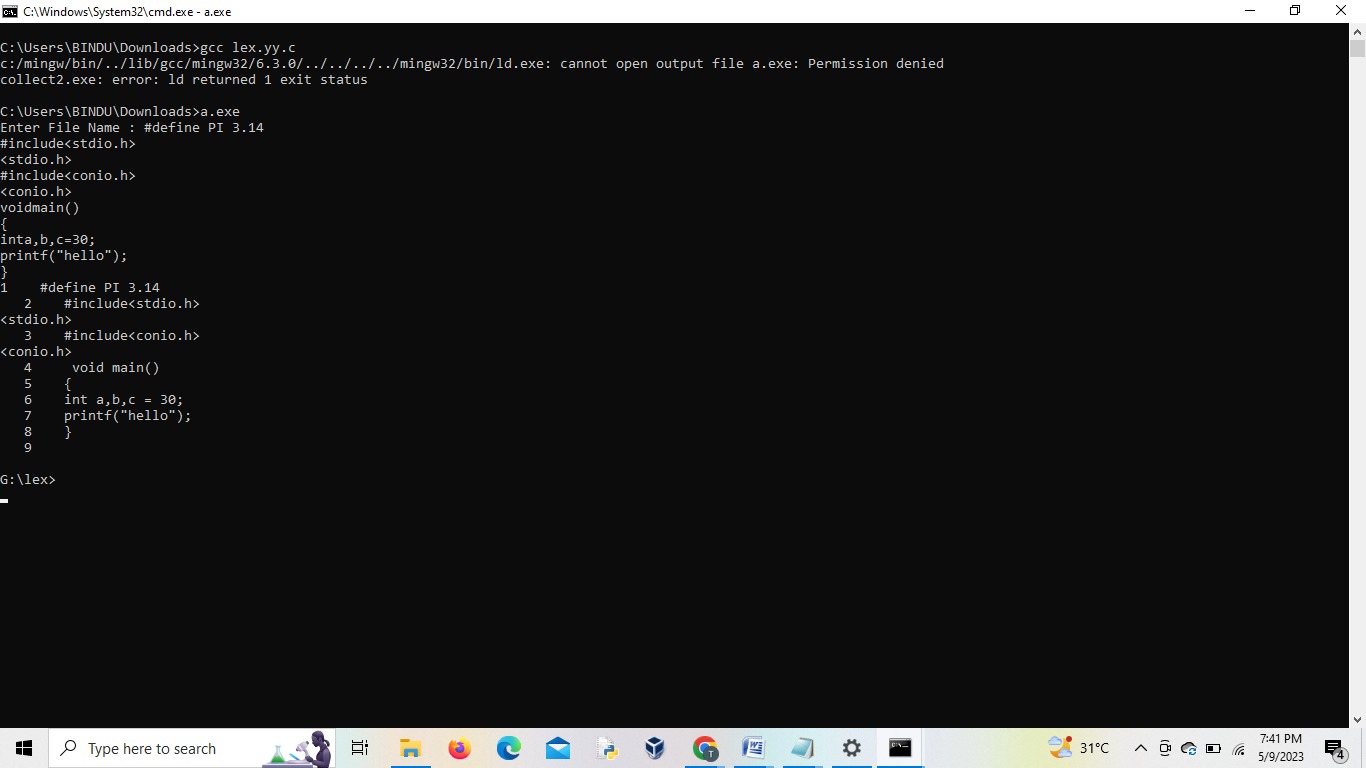 C:\Windows\System32\cmd.exe - a.exe
C:\Users\BINDU\Downloads>gcc lex.yy.c
c:/mingw/bin/../lib/gcc/mingw32/6.3.0/../../../../mingw32/bin/ld.exe: cannot open output file a.exe: Permission denied
collect2.exe: error: ld returned 1 exit status
C:\Users\BINDU\Downloads>a.exe
Enter File Name : #define PI 3.14
#include<stdio.h>
<stdio.h>
#include<conio.h>
<conio.h>
voidmain()
{
inta,b,c=30;
printf("hello");
}
1    #define PI 3.14
   2    #include<stdio.h>
<stdio.h>
   3    #include<conio.h>
<conio.h>
   4     void main()
   5    {
   6    int a,b,c = 30;
   7    printf("hello");
   8    }
   9
G:\lex>
Type here to search
31°C
7:41 PM
5/9/2023
4